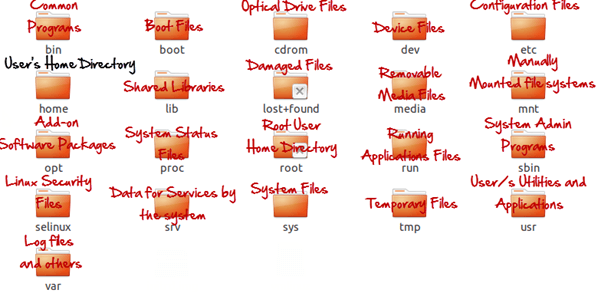 Common
Programs
bin
Boot Files
boot
Optical Drive Files
cdrom
Device Files
dev
Configuration Files
etc
User's Home Directory
home
Shared Libraries
lib
Damaged Files
lost+found
Removable
Media Files
media
Manually
Mounted file systems
mnt
Add-on
Software Packages
opt
System Status
Files
proc
Root User
Home Directory
root
Running
Applications Files
run
System Admin
Programs
sbin
Linux Security
Files
selinux
Data for Services by
the system
srv
System Files
sys
Temporary Files
tmp
User/s Utilities and
Applications
usr
Log files
and others
var